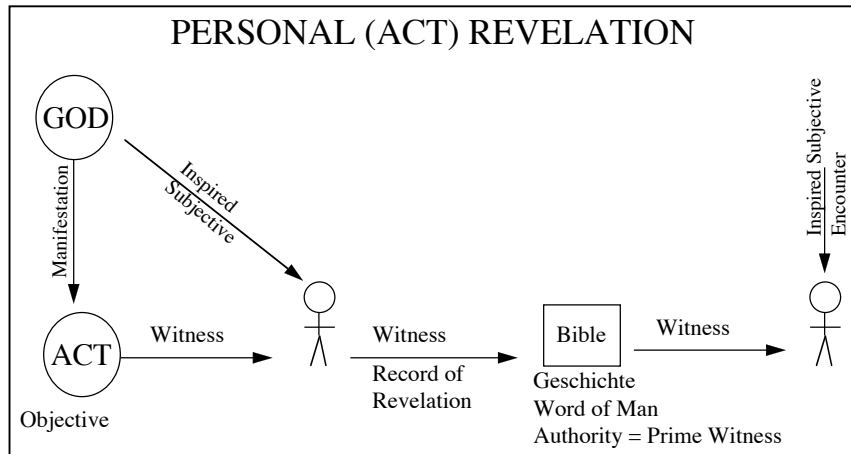 PERSONAL (ACT) REVELATION
GOD
Manifestation
Inspired
Subjective
Inspired Subjective
Encounter
ACT
Objective
Witness
Witness
Record of
Revelation
Bible
Geschichte
Word of Man
Authority = Prime Witness
Witness